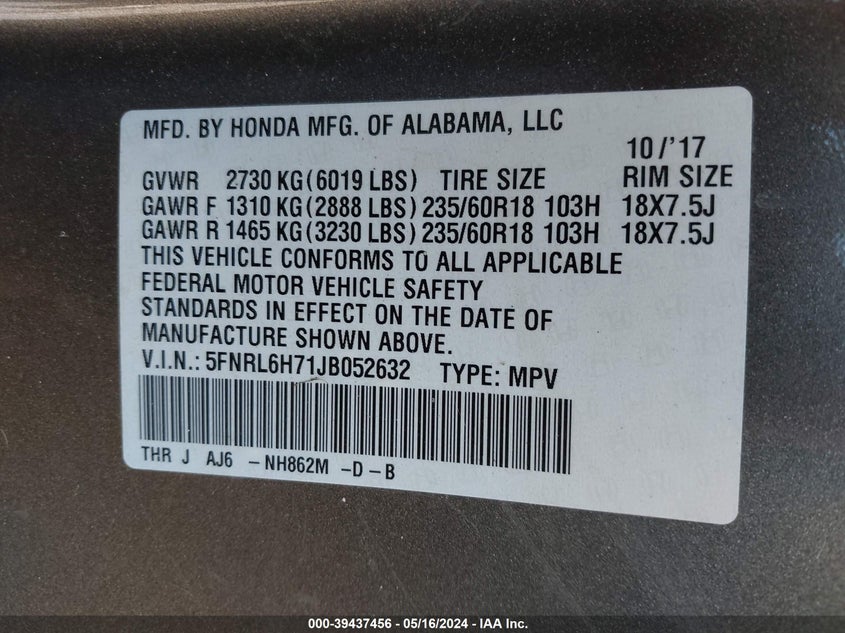 MFD. BY HONDA MFG. OF ALABAMA, LLC
10/'17
GVWR 2730 KG (6019 LBS) TIRE SIZE RIM SIZE
GAWR F 1310 KG (2888 LBS) 235/60R18 103H 18X7.5J
GAWR R 1465 KG (3230 LBS) 235/60R18 103H 18X7.5J
THIS VEHICLE CONFORMS TO ALL APPLICABLE
FEDERAL MOTOR VEHICLE SAFETY
STANDARDS IN EFFECT ON THE DATE OF
MANUFACTURE SHOWN ABOVE.
V.I.N.: 5FNRL6H71JB052632 TYPE: MPV
THR J AJ6 -NH862M -D-B
000-39437456 - 05/16/2024 - IAA Inc.